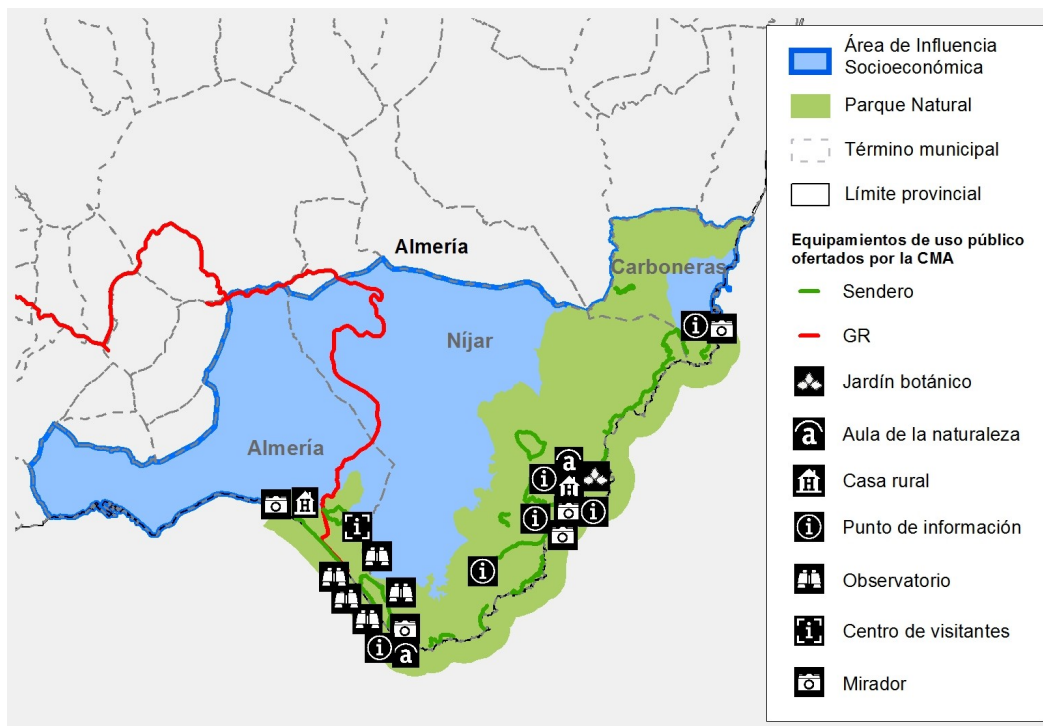 Almería
Carboneras
Níjar
Almería
Área de Influencia
Socioeconómica
Parque Natural
Término municipal
Límite provincial
Equipamientos de uso público
ofertados por la CMA
Sendero
GR
Jardín botánico
a Aula de la naturaleza
H Casa rural
i Punto de información
Observatorio
i Centro de visitantes
Mirador